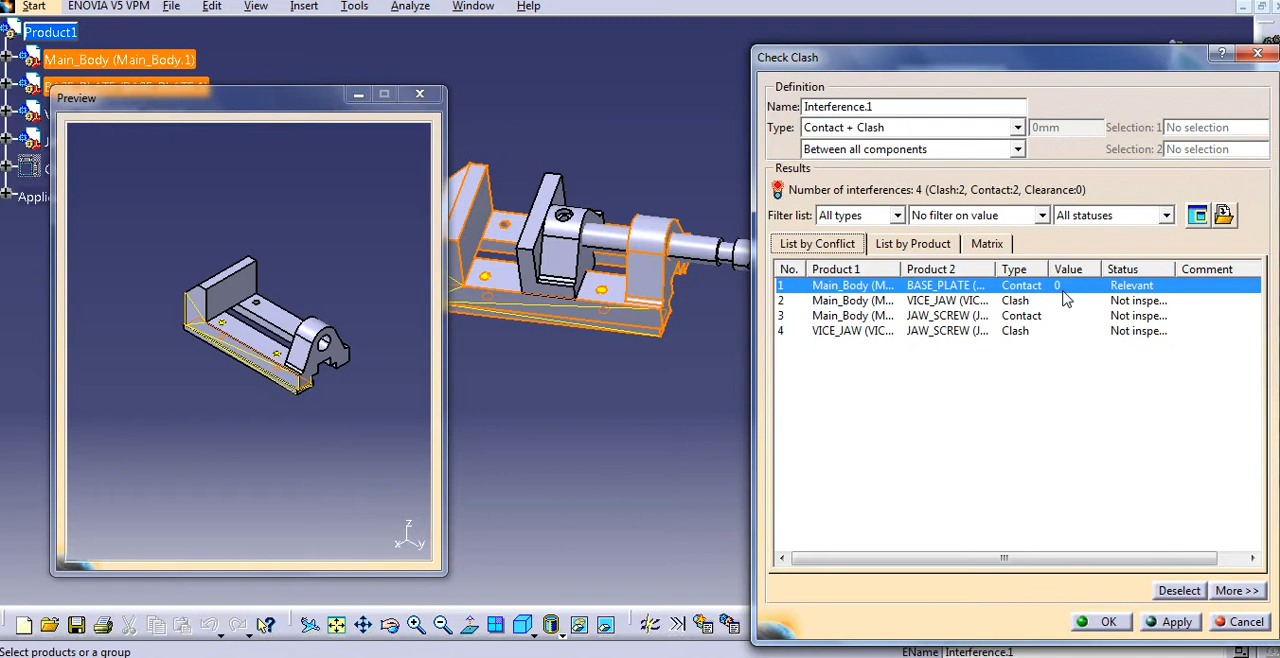 Start ENOVIA V5 VPM File Edit View Insert Tools Analyze Window Help
Product1
Main_Body (Main_Body.1)
Applic
Preview
z
x y
Check Clash
Definition
Name: Interference.1
Type: Contact + Clash 0mm Selection: 1 No selection
Between all components Selection: 2 No selection
Results
Number of interferences: 4 (Clash:2, Contact:2, Clearance:0)
Filter list: All types No filter on value All statuses
List by Conflict List by Product Matrix
No. Product 1 Product 2 Type Value Status Comment
1 Main_Body (M... BASE_PLATE (... Contact 0 Relevant
2 Main_Body (M... VICE_JAW (VIC... Clash Not inspe...
3 Main_Body (M... JAW_SCREW (J... Contact Not inspe...
4 VICE_JAW (VIC... JAW_SCREW (J... Clash Not inspe...
Deselect More >>
OK Apply Cancel
Select products or a group EName Interference.1